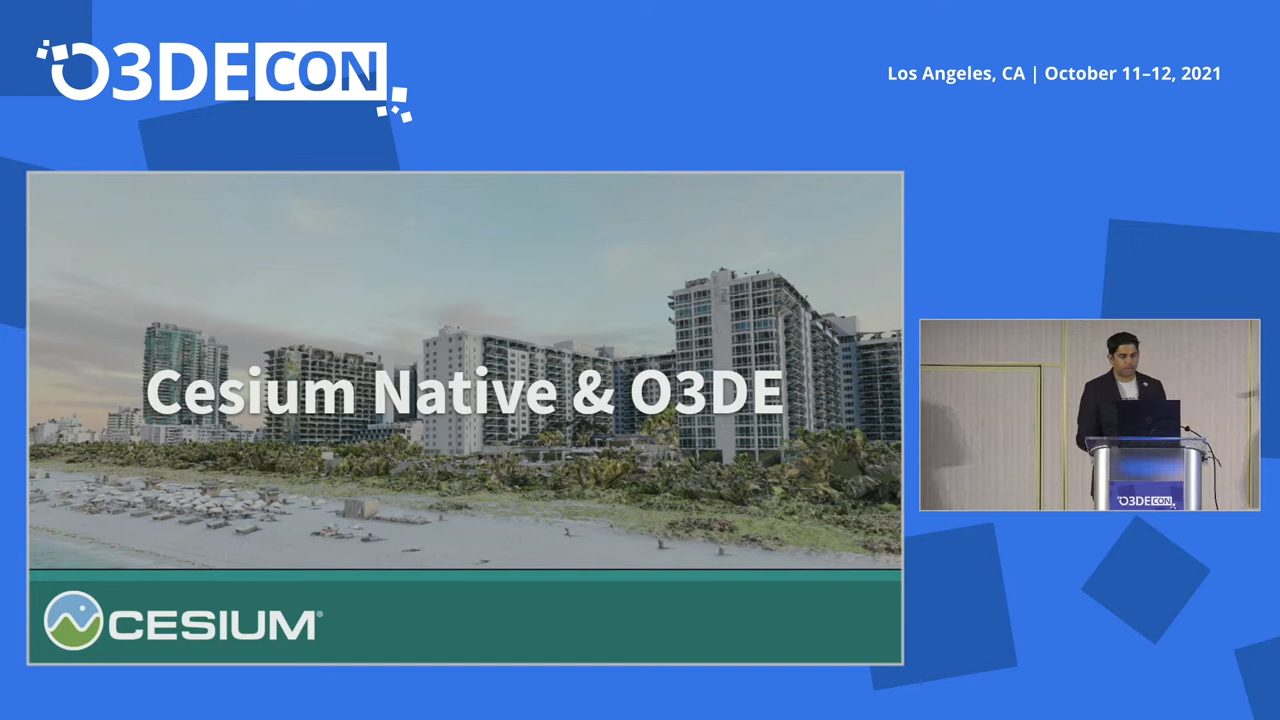 O3DECON
Los Angeles, CA | October 11–12, 2021
Cesium Native & O3DE
CESIUM®
O3DECON